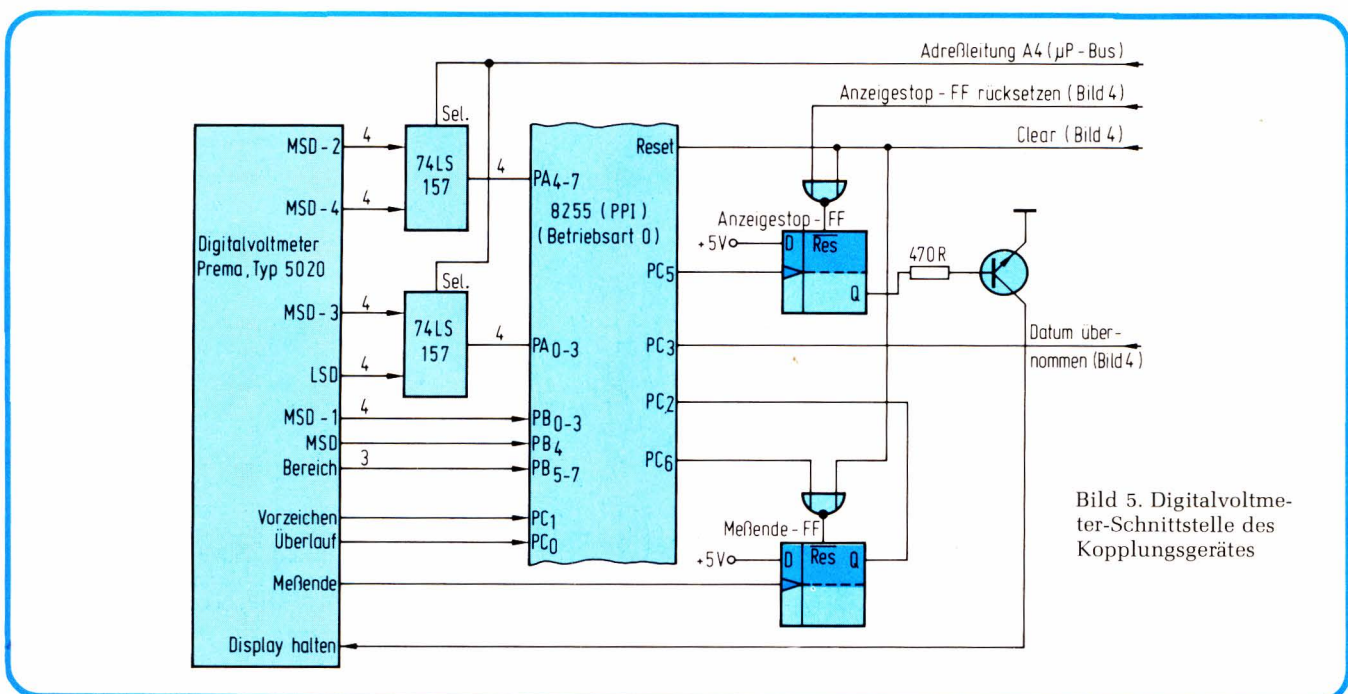 Adreßleitung A4 (µP-Bus)
Anzeigestop-FF rücksetzen (Bild 4)
Clear (Bild 4)
Sel.
MSD-2
4
74LS
157
4
PA4-7
MSD-4
4
Reset
8255 (PPI)
(Betriebsart 0)
Digitalvoltmeter
Prema, Typ 5020
Anzeigestop-FF
+5V
D
Res
Q
470R
PC5
Sel.
MSD-3
4
74LS
157
4
PA0-3
LSD
4
PC3
Datum über-
nommen (Bild 4)
MSD-1
4
PB0-3
PC2
MSD
PB4
Bereich
3
PB5-7
PC6
Vorzeichen
PC1
Überlauf
PC0
Meßende-FF
+5V
D
Res
Q
Meßende
Display halten
Bild 5. Digitalvoltme-
ter-Schnittstelle des
Kopplungsgerätes